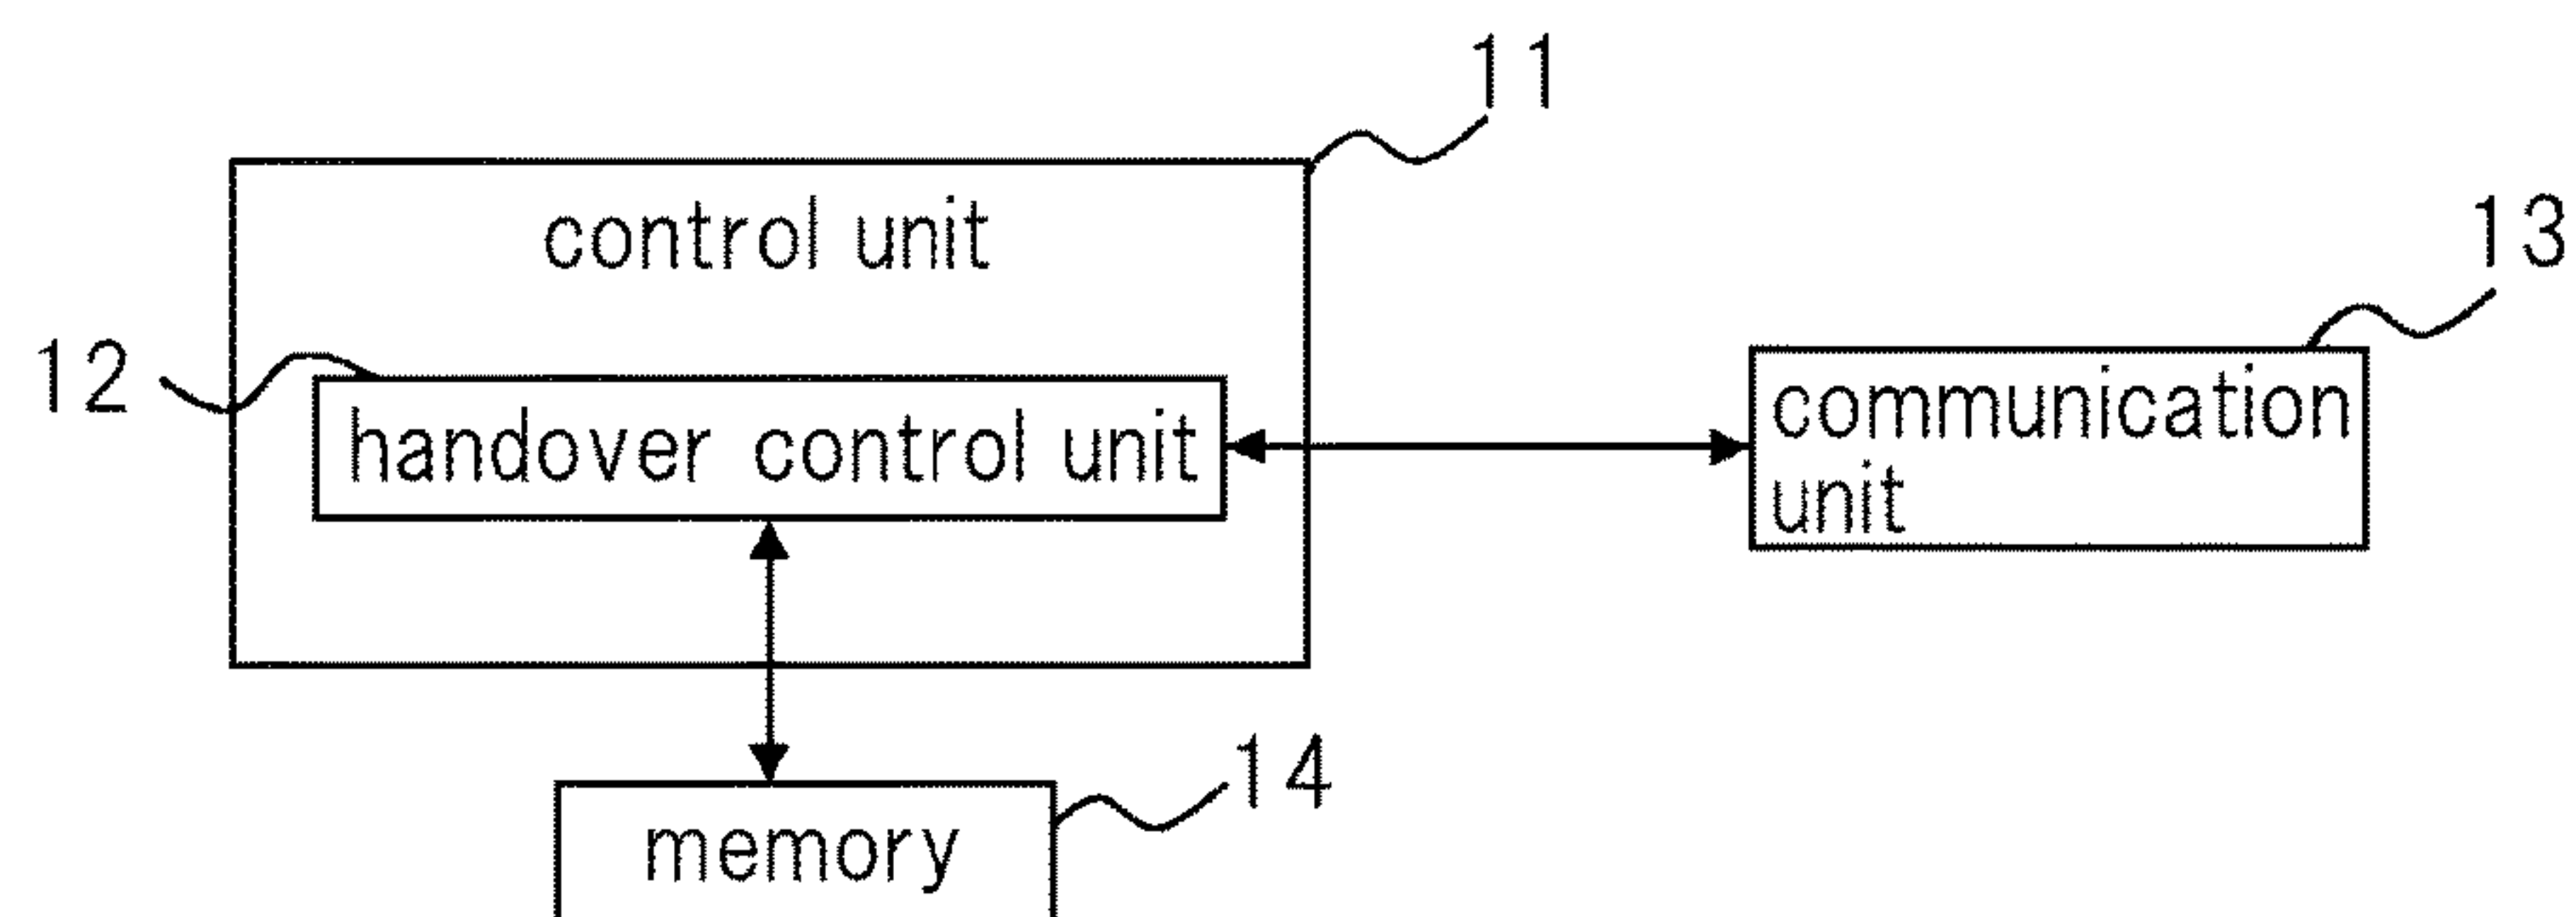 11
control unit
13
12
handover control unit
communication
unit
14
memory